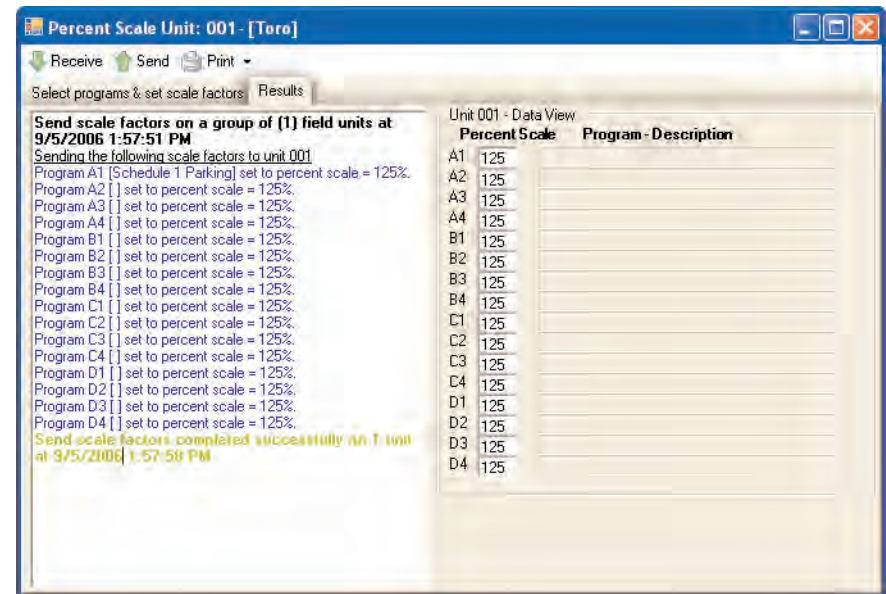 Percent Scale Unit: 001 - [Toro]
Receive Send Print
Select programs & set scale factors Results
Send scale factors on a group of (1) field units at
9/5/2006 1:57:51 PM
Sending the following scale factors to unit 001
Program A1 [Schedule 1 Parking] set to percent scale = 125%.
Program A2 [ ] set to percent scale = 125%.
Program A3 [ ] set to percent scale = 125%.
Program A4 [ ] set to percent scale = 125%.
Program B1 [ ] set to percent scale = 125%.
Program B2 [ ] set to percent scale = 125%.
Program B3 [ ] set to percent scale = 125%.
Program B4 [ ] set to percent scale = 125%.
Program C1 [ ] set to percent scale = 125%.
Program C2 [ ] set to percent scale = 125%.
Program C3 [ ] set to percent scale = 125%.
Program C4 [ ] set to percent scale = 125%.
Program D1 [ ] set to percent scale = 125%.
Program D2 [ ] set to percent scale = 125%.
Program D3 [ ] set to percent scale = 125%.
Program D4 [ ] set to percent scale = 125%.
Send scale factors completed successfully on 1 unit
at 9/5/2006 1:57:58 PM
Unit 001 - Data View
Percent Scale Program - Description
A1 125
A2 125
A3 125
A4 125
B1 125
B2 125
B3 125
B4 125
C1 125
C2 125
C3 125
C4 125
D1 125
D2 125
D3 125
D4 125